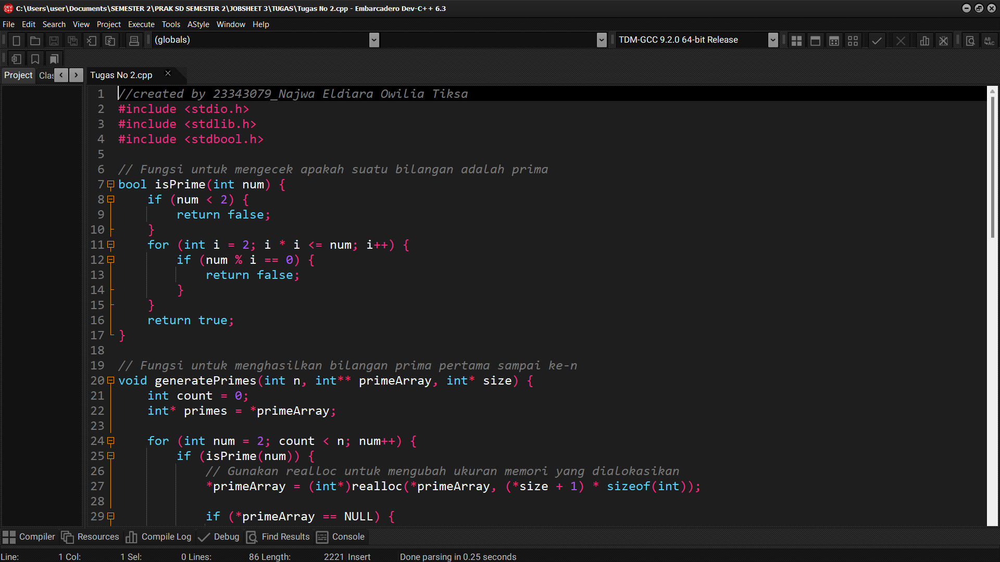 C:\Users\user\Documents\SEMESTER 2\PRAK SD SEMESTER 2\JOBSHEET 3\TUGAS\Tugas No 2.cpp - Embarcadero Dev-C++ 6.3
File Edit Search View Project Execute Tools AStyle Window Help
(globals) TDM-GCC 9.2.0 64-bit Release
Project Clas Tugas No 2.cpp
1 //created by 23343079_Najwa Eldiara Owilia Tiksa
2 #include <stdio.h>
3 #include <stdlib.h>
4 #include <stdbool.h>
5
6 // Fungsi untuk mengecek apakah suatu bilangan adalah prima
7 bool isPrime(int num) {
8     if (num < 2) {
9         return false;
10     }
11     for (int i = 2; i * i <= num; i++) {
12         if (num % i == 0) {
13             return false;
14         }
15     }
16     return true;
17 }
18
19 // Fungsi untuk menghasilkan bilangan prima pertama sampai ke-n
20 void generatePrimes(int n, int** primeArray, int* size) {
21     int count = 0;
22     int* primes = *primeArray;
23
24     for (int num = 2; count < n; num++) {
25         if (isPrime(num)) {
26             // Gunakan realloc untuk mengubah ukuran memori yang dialokasikan
27             *primeArray = (int*)realloc(*primeArray, (*size + 1) * sizeof(int));
28
29             if (*primeArray == NULL) {
Compiler Resources Compile Log Debug Find Results Console
Line: 1 Col: 1 Sel: 0 Lines: 86 Length: 2221 Insert Done parsing in 0.25 seconds